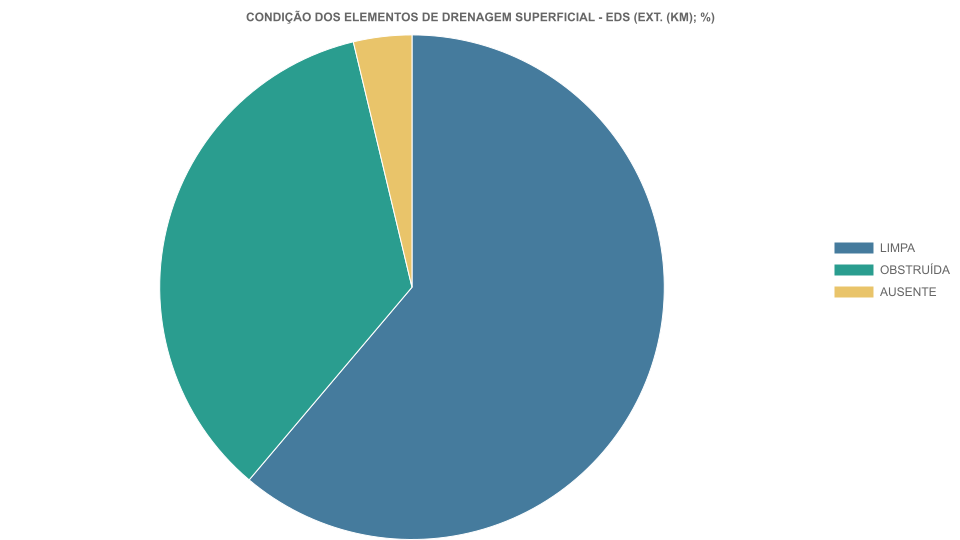 CONDIÇÃO DOS ELEMENTOS DE DRENAGEM SUPERFICIAL - EDS (EXT. (KM); %)
LIMPA
OBSTRUÍDA
AUSENTE